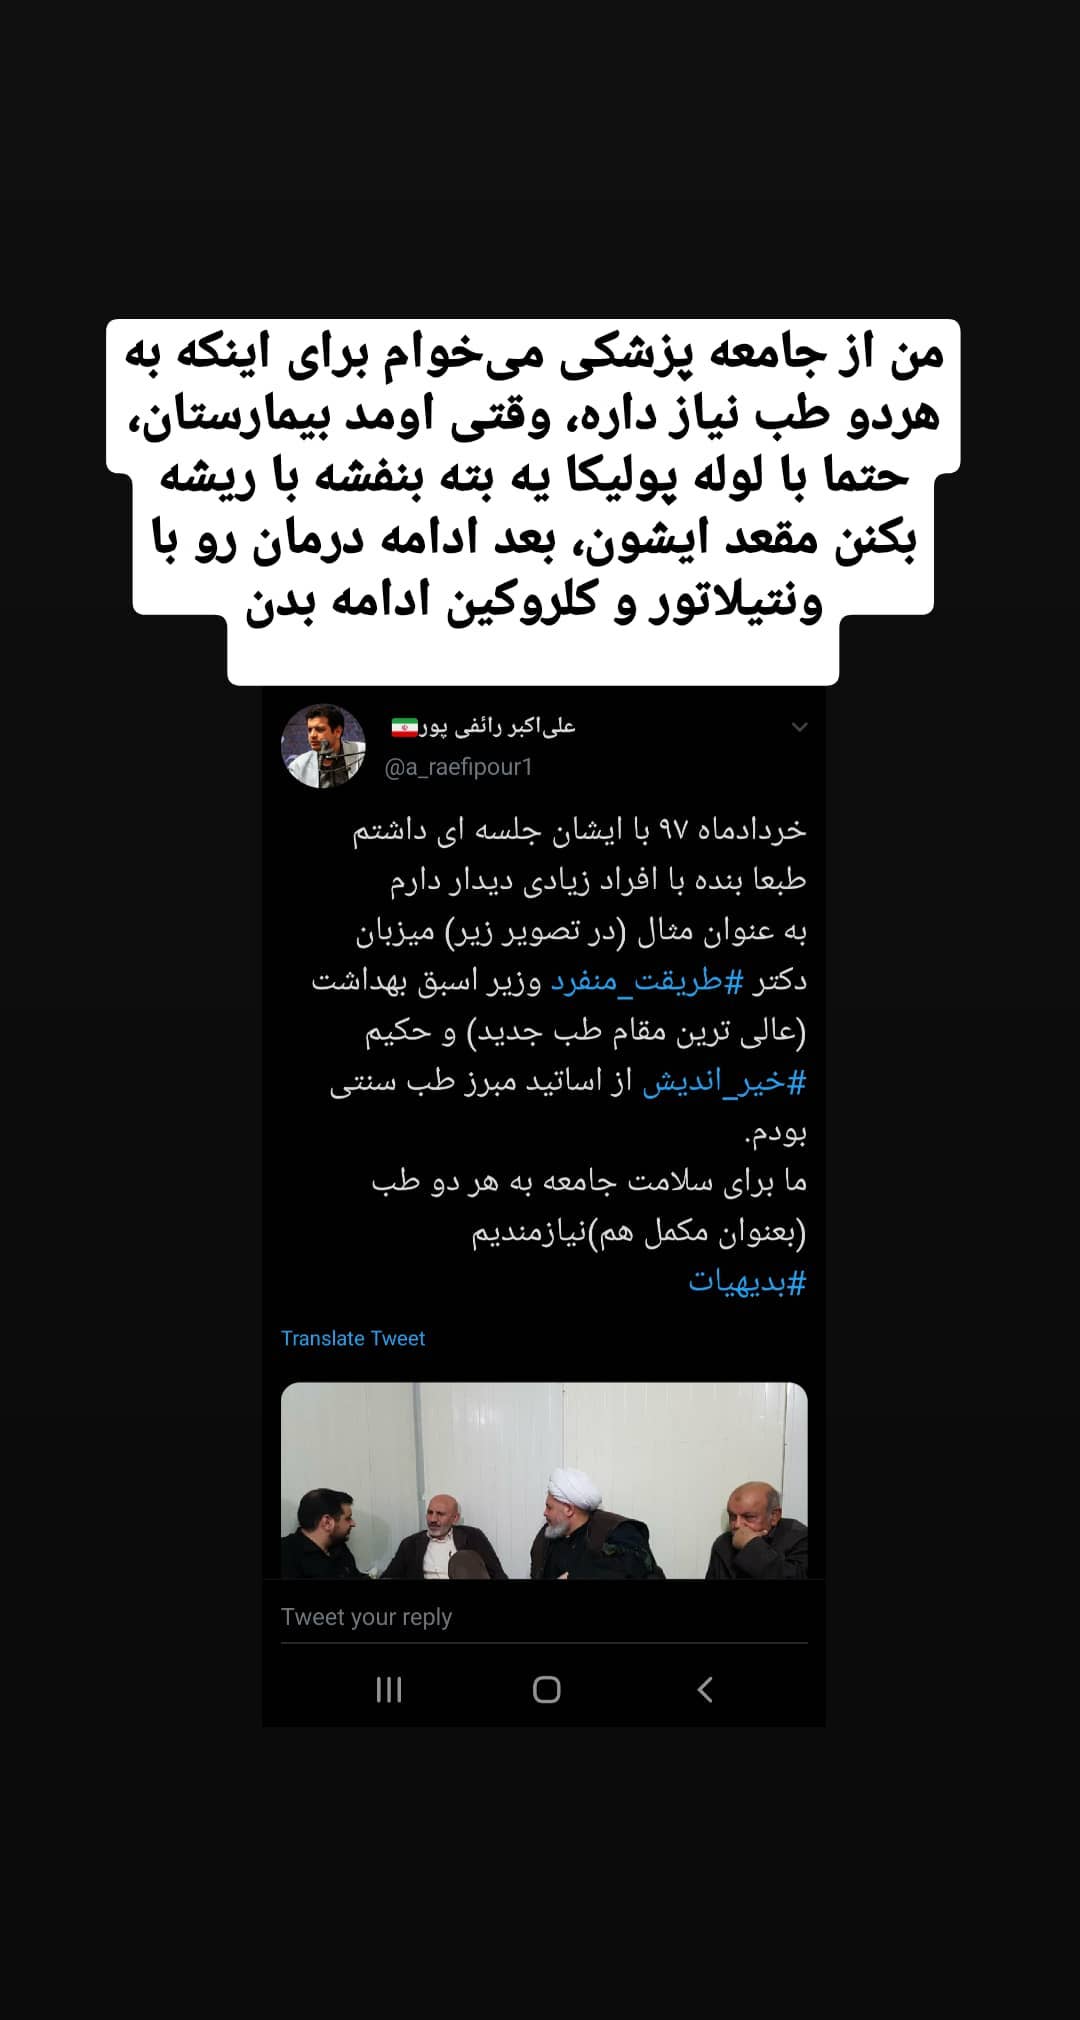 من از جامعه پزشکی می‌خوام برای اینکه به
هردو طب نیاز داره، وقتی اومد بیمارستان،
حتما با لوله پولیکا یه بته بنفشه با ریشه
بکنن مقعد ایشون، بعد ادامه درمان رو با
ونتیلاتور و کلروکین ادامه بدن
علی‌اکبر رائفی پور🇮🇷
@a_raefipour1
خردادماه ۹۷ با ایشان جلسه ای داشتم
طبعا بنده با افراد زیادی دیدار دارم
به عنوان مثال (در تصویر زیر) میزبان
دکتر #طریقت_منفرد وزیر اسبق بهداشت
(عالی ترین مقام طب جدید) و حکیم
#خیر_اندیش از اساتید مبرز طب سنتی
بودم.
ما برای سلامت جامعه به هر دو طب
(بعنوان مکمل هم)نیازمندیم
#بدیهیات
Translate Tweet
Tweet your reply